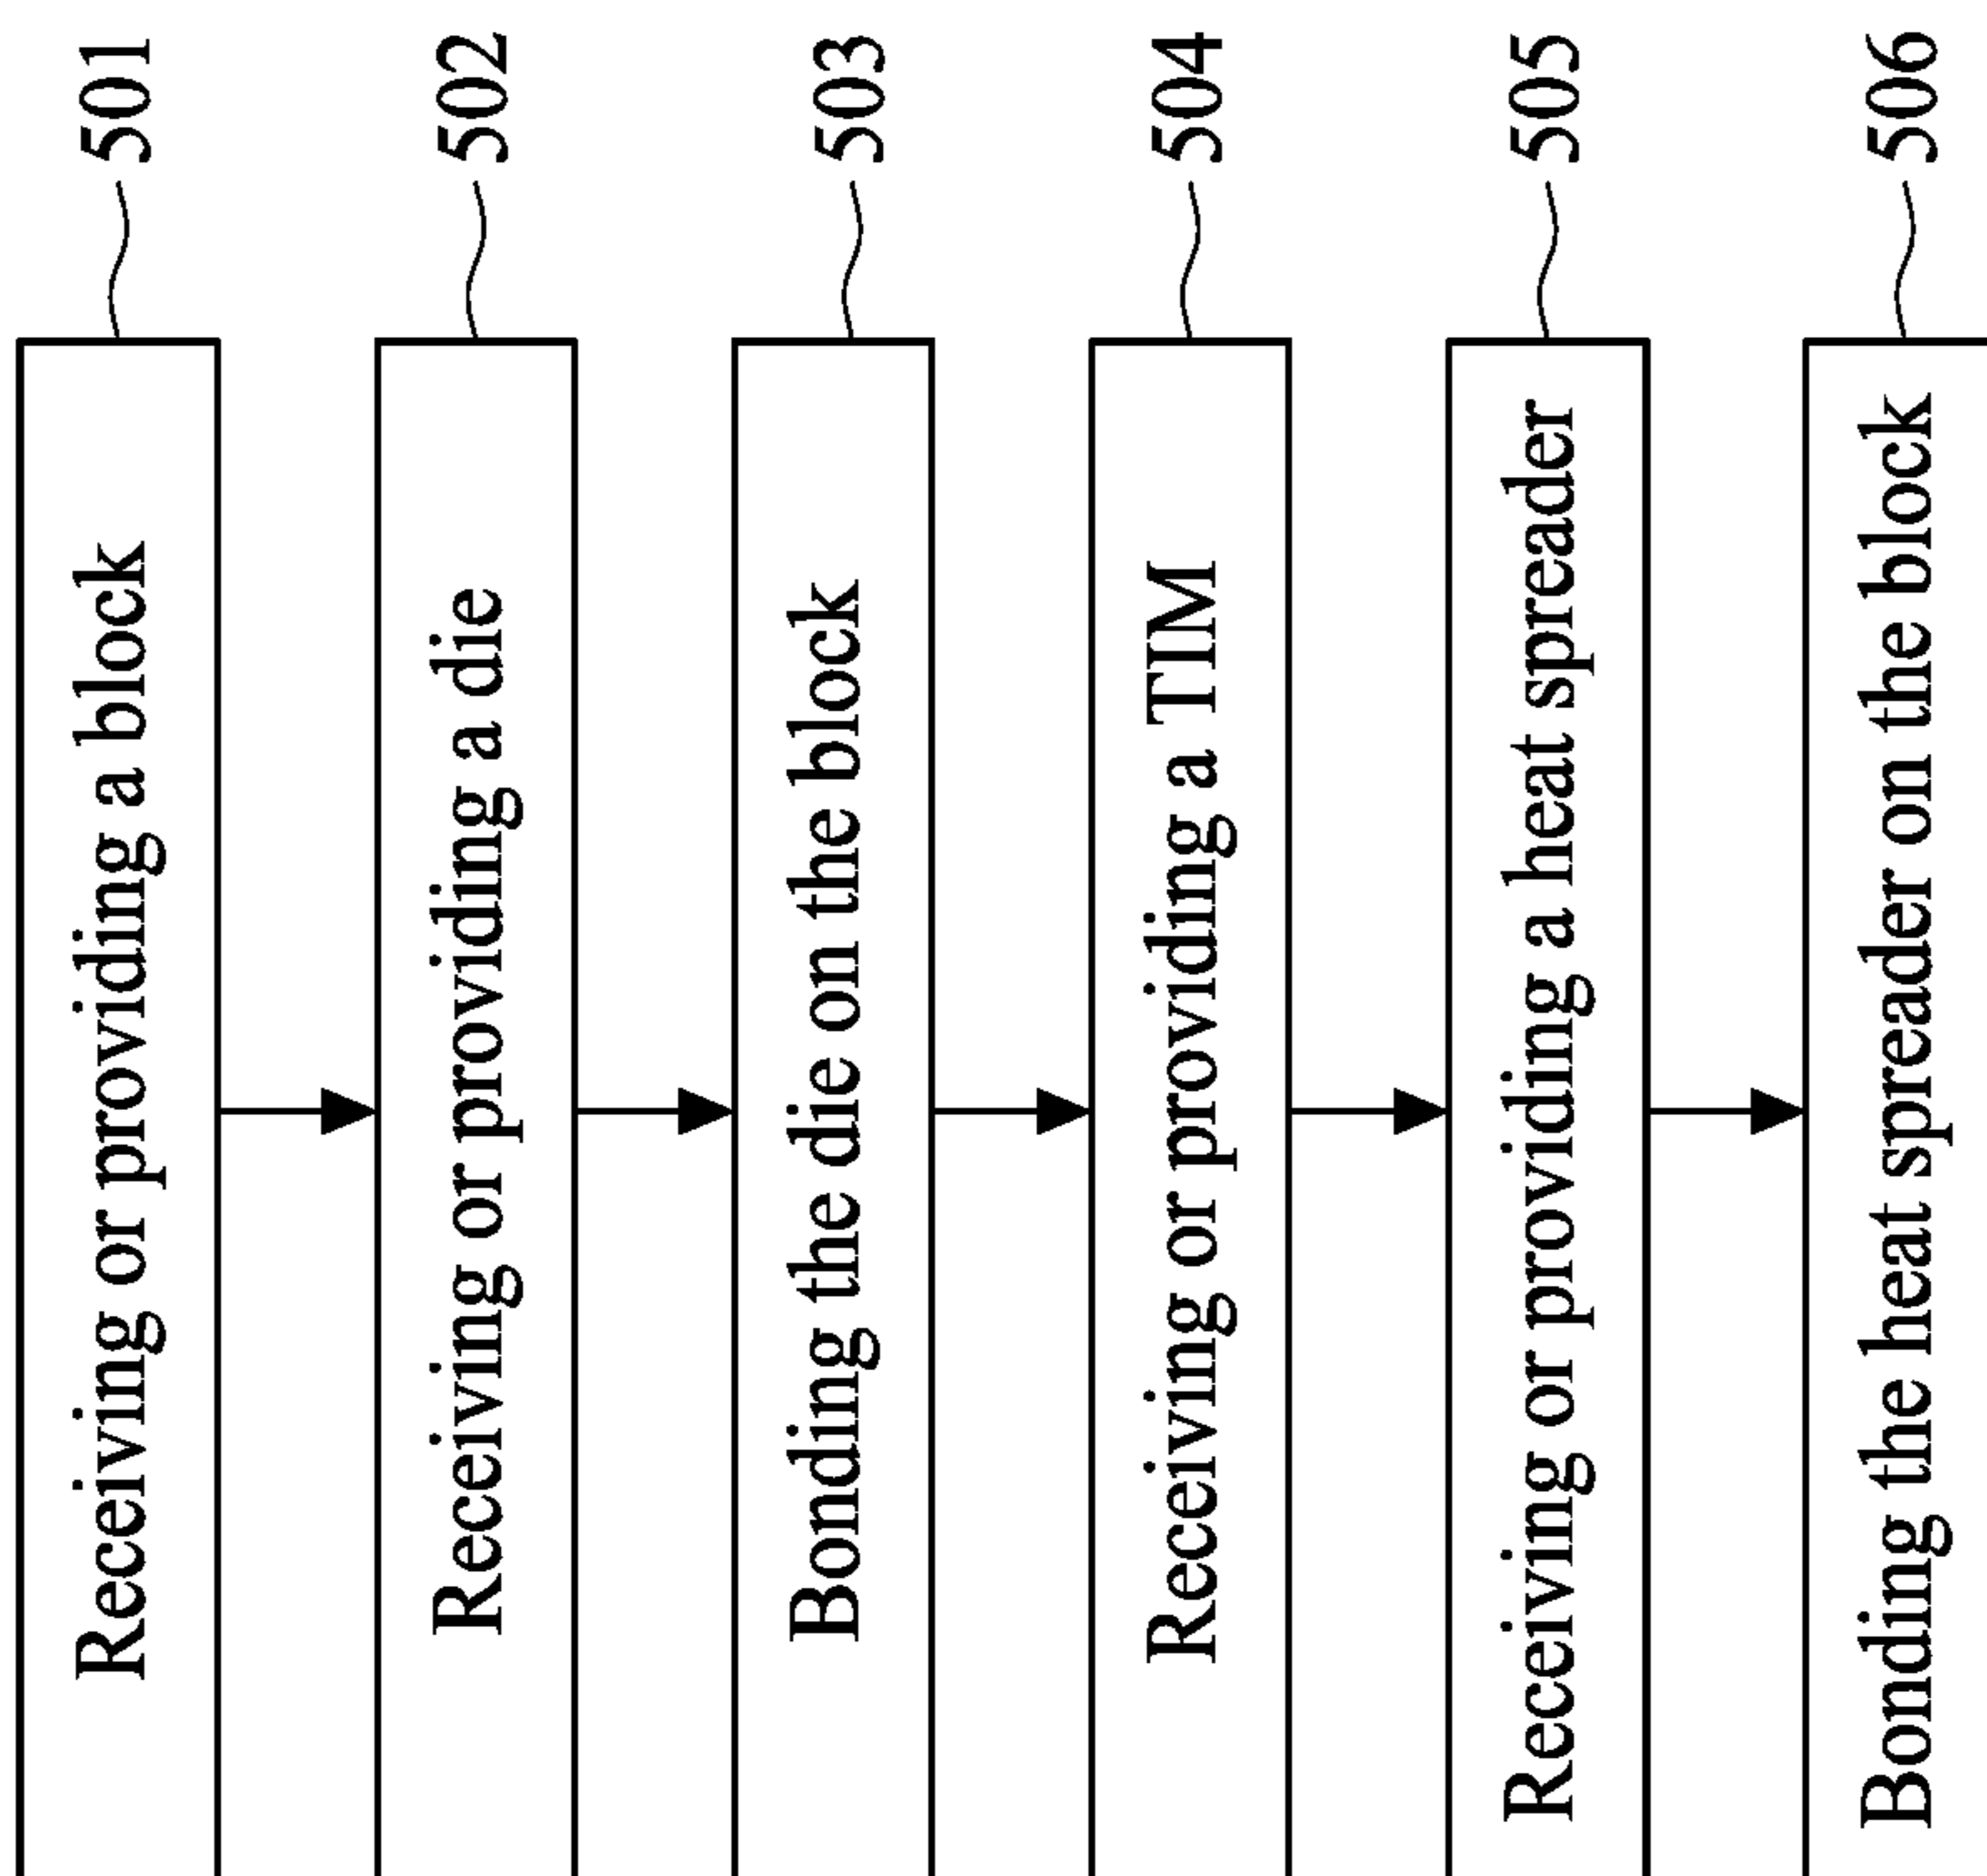 Receiving or providing a block
501
Receiving or providing a die
502
Bonding the die on the block
503
Receiving or providing a TIM
504
Receiving or providing a heat spreader
505
Bonding the heat spreader on the block
506